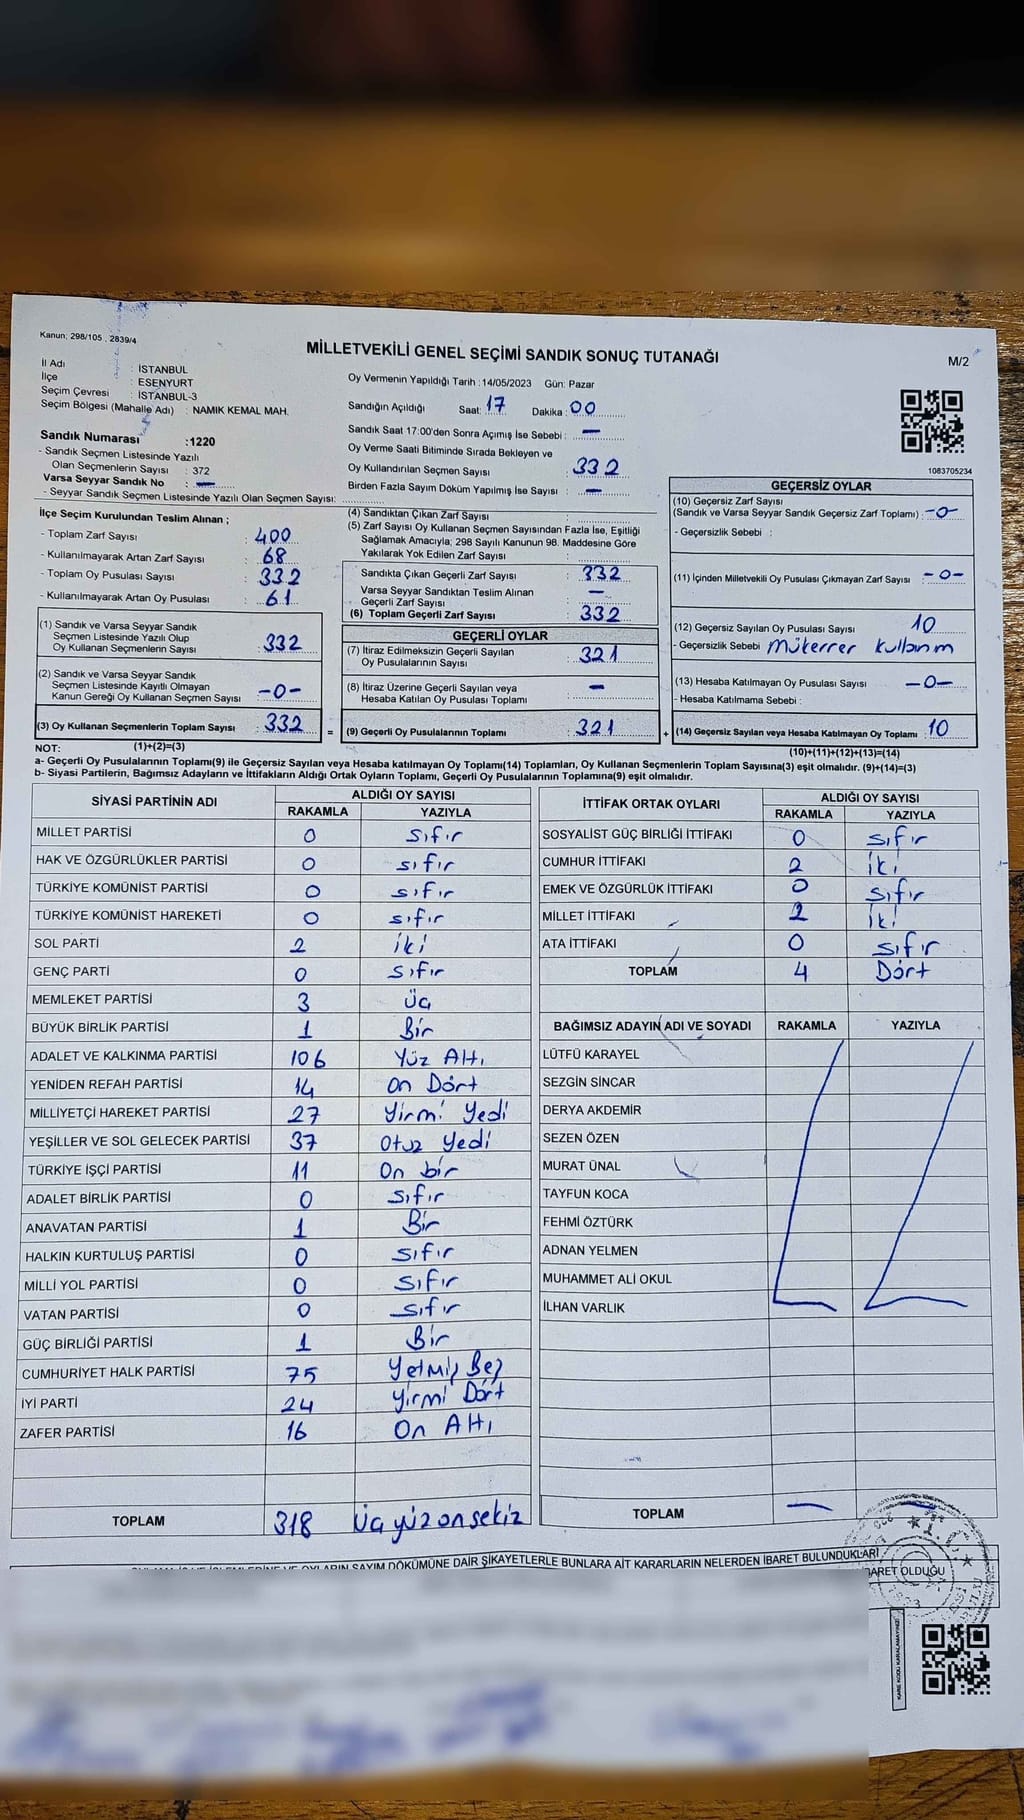 Kanun: 298/105 , 2839/4
MİLLETVEKİLİ GENEL SEÇİMİ SANDIK SONUÇ TUTANAĞI
M/2
İl Adı : İSTANBUL
İlçe : ESENYURT
Seçim Çevresi : İSTANBUL-3
Seçim Bölgesi (Mahalle Adı) : NAMIK KEMAL MAH.
Sandık Numarası :1220
- Sandık Seçmen Listesinde Yazılı
Olan Seçmenlerin Sayısı : 372
Varsa Seyyar Sandık No : —
- Seyyar Sandık Seçmen Listesinde Yazılı Olan Seçmen Sayısı:
Oy Vermenin Yapıldığı Tarih :14/05/2023 Gün: Pazar
Sandığın Açıldığı Saat: 17 Dakika : 00
Sandık Saat 17:00'den Sonra Açımış İse Sebebi : —
Oy Verme Saati Bitiminde Sırada Bekleyen ve
Oy Kullandırılan Seçmen Sayısı : 332
Birden Fazla Sayım Döküm Yapılmış İse Sayısı : —
1083705234
İlçe Seçim Kurulundan Teslim Alınan ;
- Toplam Zarf Sayısı : 400
- Kullanılmayarak Artan Zarf Sayısı : 68
- Toplam Oy Pusulası Sayısı : 332
- Kullanılmayarak Artan Oy Pusulası : 61
(1) Sandık ve Varsa Seyyar Sandık
Seçmen Listesinde Yazılı Olup
Oy Kullanan Seçmenlerin Sayısı : 332
(2) Sandık ve Varsa Seyyar Sandık
Seçmen Listesinde Kayıtlı Olmayan
Kanun Gereği Oy Kullanan Seçmen Sayısı -0-
(3) Oy Kullanan Seçmenlerin Toplam Sayısı : 332
(4) Sandıktan Çıkan Zarf Sayısı :
(5) Zarf Sayısı Oy Kullanan Seçmen Sayısından Fazla İse, Eşitliği
Sağlamak Amacıyla; 298 Sayılı Kanunun 98. Maddesine Göre
Yakılarak Yok Edilen Zarf Sayısı :
Sandıkta Çıkan Geçerli Zarf Sayısı : 332
Varsa Seyyar Sandıktan Teslim Alınan
Geçerli Zarf Sayısı : —
(6) Toplam Geçerli Zarf Sayısı : 332
GEÇERLİ OYLAR
(7) İtiraz Edilmeksizin Geçerli Sayılan
Oy Pusulalarının Sayısı : 321
(8) İtiraz Üzerine Geçerli Sayılan veya
Hesaba Katılan Oy Pusulası Toplamı : —
= (9) Geçerli Oy Pusulalarının Toplamı : 321
GEÇERSİZ OYLAR
(10) Geçersiz Zarf Sayısı
(Sandık ve Varsa Seyyar Sandık Geçersiz Zarf Toplamı) : -0-
- Geçersizlik Sebebi :
(11) İçinden Milletvekili Oy Pusulası Çıkmayan Zarf Sayısı : -0-
(12) Geçersiz Sayılan Oy Pusulası Sayısı : 10
- Geçersizlik Sebebi Mükerrer kullanım
(13) Hesaba Katılmayan Oy Pusulası Sayısı : -0-
- Hesaba Katılmama Sebebi :
+ (14) Geçersiz Sayılan veya Hesaba Katılmayan Oy Toplamı : 10
NOT: (1)+(2)=(3)
(10)+(11)+(12)+(13)=(14)
a- Geçerli Oy Pusulalarının Toplamı(9) ile Geçersiz Sayılan veya Hesaba katılmayan Oy Toplamı(14) Toplamları, Oy Kullanan Seçmenlerin Toplam Sayısına(3) eşit olmalıdır. (9)+(14)=(3)
b- Siyasi Partilerin, Bağımsız Adayların ve İttifakların Aldığı Ortak Oyların Toplamı, Geçerli Oy Pusulalarının Toplamına(9) eşit olmalıdır.
SİYASİ PARTİNİN ADI ALDIĞI OY SAYISI
RAKAMLA YAZIYLA
MİLLET PARTİSİ 0 sıfır
HAK VE ÖZGÜRLÜKLER PARTİSİ 0 sıfır
TÜRKİYE KOMÜNİST PARTİSİ 0 sıfır
TÜRKİYE KOMÜNİST HAREKETİ 0 sıfır
SOL PARTİ 2 iki
GENÇ PARTİ 0 sıfır
MEMLEKET PARTİSİ 3 Üç
BÜYÜK BİRLİK PARTİSİ 1 Bir
ADALET VE KALKINMA PARTİSİ 106 Yüz Altı
YENİDEN REFAH PARTİSİ 14 On Dört
MİLLİYETÇİ HAREKET PARTİSİ 27 Yirmi Yedi
YEŞİLLER VE SOL GELECEK PARTİSİ 37 Otuz Yedi
TÜRKİYE İŞÇİ PARTİSİ 11 On bir
ADALET BİRLİK PARTİSİ 0 sıfır
ANAVATAN PARTİSİ 1 Bir
HALKIN KURTULUŞ PARTİSİ 0 sıfır
MİLLİ YOL PARTİSİ 0 sıfır
VATAN PARTİSİ 0 sıfır
GÜÇ BİRLİĞİ PARTİSİ 1 Bir
CUMHURİYET HALK PARTİSİ 75 Yetmiş Beş
İYİ PARTİ 24 Yirmi Dört
ZAFER PARTİSİ 16 On Altı
TOPLAM 318 Üçyüzonsekiz
İTTİFAK ORTAK OYLARI ALDIĞI OY SAYISI
RAKAMLA YAZIYLA
SOSYALİST GÜÇ BİRLİĞİ İTTİFAKI 0 sıfır
CUMHUR İTTİFAKI 2 İki
EMEK VE ÖZGÜRLÜK İTTİFAKI 0 sıfır
MİLLET İTTİFAKI 2 İki
ATA İTTİFAKI 0 sıfır
TOPLAM 4 Dört
BAĞIMSIZ ADAYIN ADI VE SOYADI RAKAMLA YAZIYLA
LÜTFÜ KARAYEL
SEZGİN SİNCAR
DERYA AKDEMİR
SEZEN ÖZEN
MURAT ÜNAL
TAYFUN KOCA
FEHMİ ÖZTÜRK
ADNAN YELMEN
MUHAMMET ALİ OKUL
İLHAN VARLIK
TOPLAM — —
OYLARIN SAYIM DÖKÜMÜNE DAİR ŞİKAYETLERLE BUNLARA AİT KARARLARIN NELERDEN İBARET BULUNDUKLARI
OLDUĞU